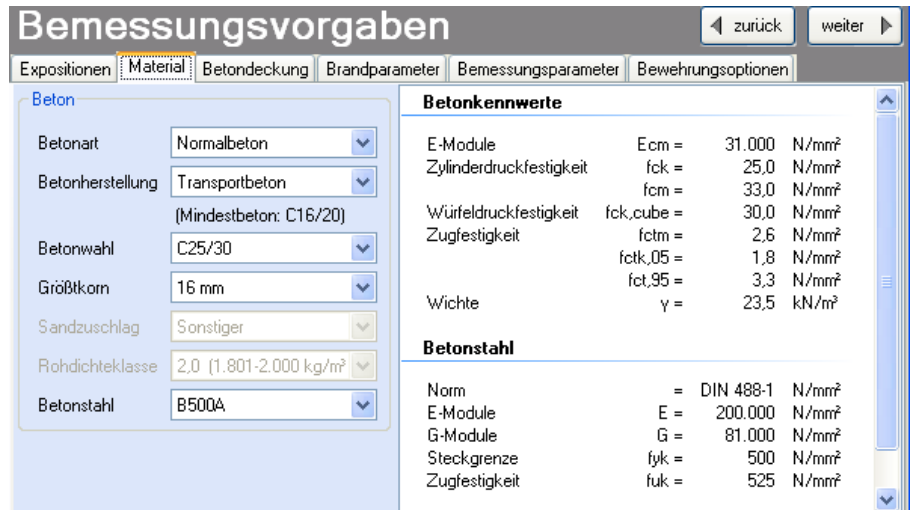 Bemessungsvorgaben
zurück
weiter
Expositionen Material Betondeckung Brandparameter Bemessungsparameter Bewehrungsoptionen
Beton
Betonart Normalbeton
Betonherstellung Transportbeton
(Mindestbeton: C16/20)
Betonwahl C25/30
Größtkorn 16 mm
Sandzuschlag Sonstiger
Rohdichteklasse 2,0 (1.801-2.000 kg/m³
Betonstahl B500A
Betonkennwerte
E-Module Ecm = 31.000 N/mm²
Zylinderdruckfestigkeit fck = 25,0 N/mm²
fcm = 33,0 N/mm²
Würfeldruckfestigkeit fck,cube = 30,0 N/mm²
Zugfestigkeit fctm = 2,6 N/mm²
fctk,05 = 1,8 N/mm²
fct,95 = 3,3 N/mm²
Wichte γ = 23,5 kN/m³
Betonstahl
Norm = DIN 488-1 N/mm²
E-Module E = 200.000 N/mm²
G-Module G = 81.000 N/mm²
Steckgrenze fyk = 500 N/mm²
Zugfestigkeit fuk = 525 N/mm²